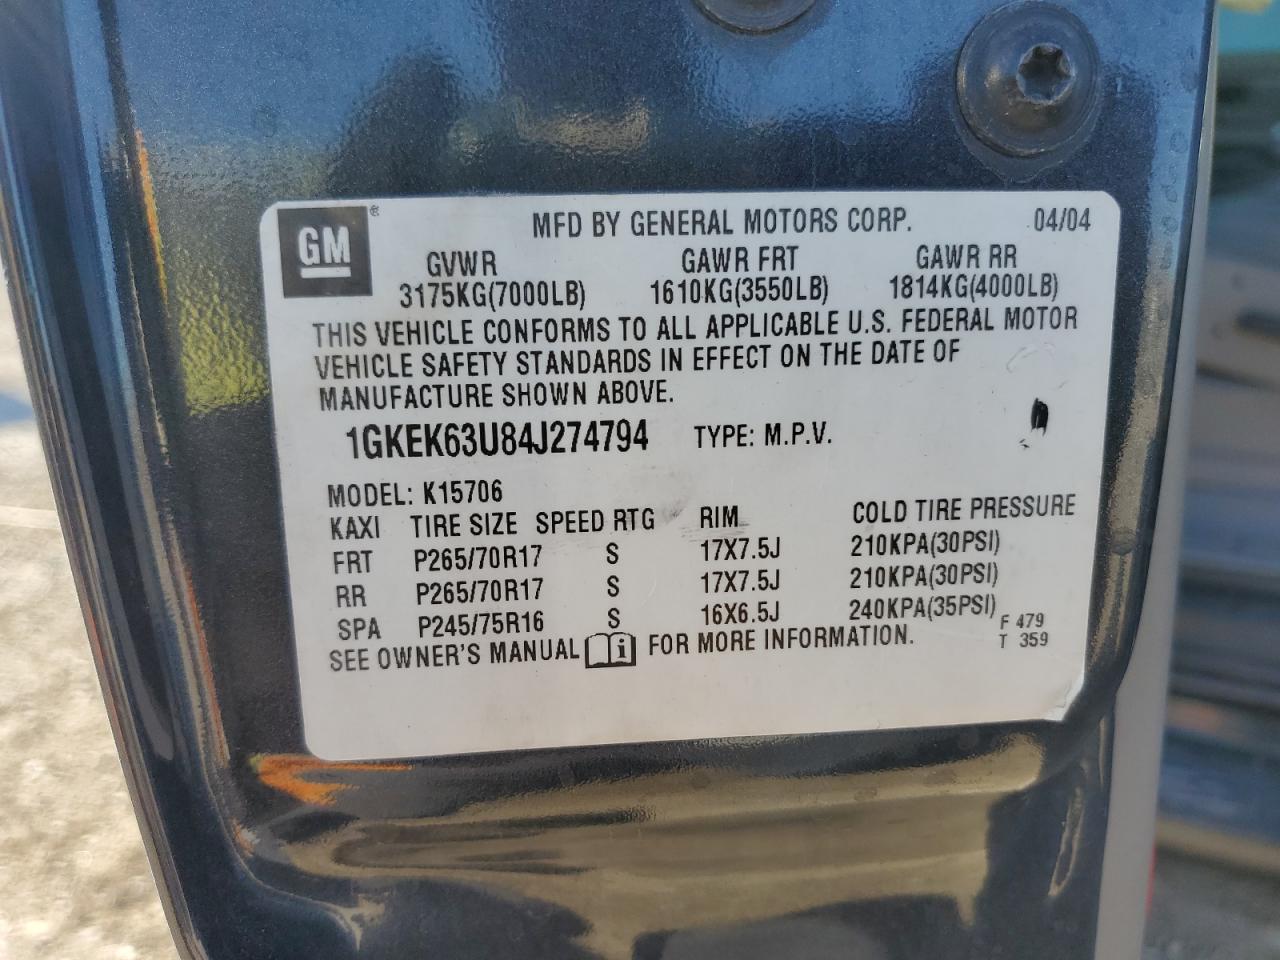 GM®
MFD BY GENERAL MOTORS CORP. 04/04
GVWR GAWR FRT GAWR RR
3175KG(7000LB) 1610KG(3550LB) 1814KG(4000LB)
THIS VEHICLE CONFORMS TO ALL APPLICABLE U.S. FEDERAL MOTOR
VEHICLE SAFETY STANDARDS IN EFFECT ON THE DATE OF
MANUFACTURE SHOWN ABOVE.
1GKEK63U84J274794 TYPE: M.P.V.
MODEL: K15706
KAXI TIRE SIZE SPEED RTG RIM COLD TIRE PRESSURE
FRT P265/70R17 S 17X7.5J 210KPA(30PSI)
RR P265/70R17 S 17X7.5J 210KPA(30PSI)
SPA P245/75R16 S 16X6.5J 240KPA(35PSI)
F 479
T 359
SEE OWNER'S MANUAL i FOR MORE INFORMATION.